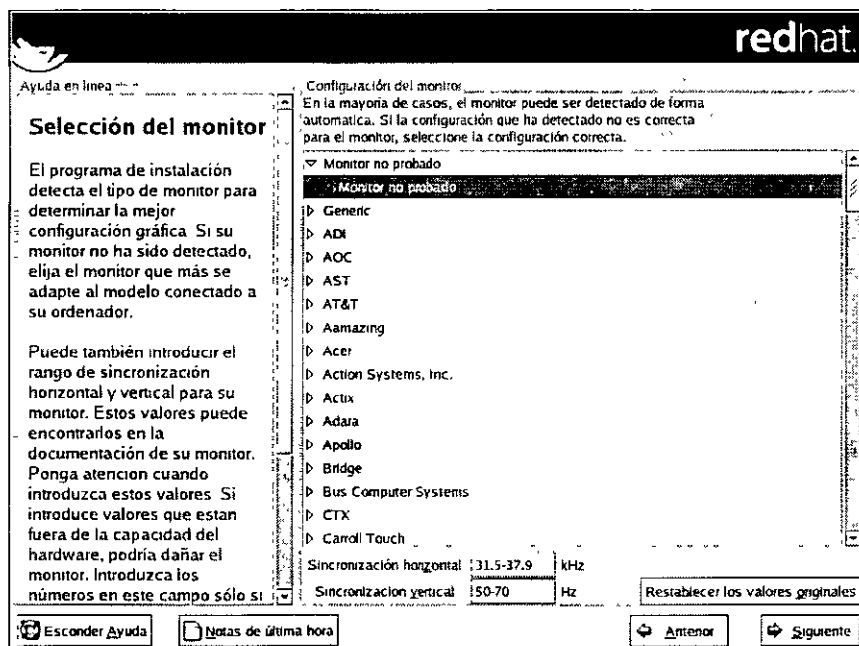 redhat.
Ayuda en linea
Selección del monitor
El programa de instalación
detecta el tipo de monitor para
determinar la mejor
configuración gráfica. Si su
monitor no ha sido detectado,
elija el monitor que más se
adapte al modelo conectado a
su ordenador.
Puede también introducir el
rango de sincronización
horizontal y vertical para su
monitor. Estos valores puede
encontrarlos en la
documentación de su monitor.
Ponga atencion cuando
introduzca estos valores. Si
introduce valores que estan
fuera de la capacidad del
hardware, podría dañar el
monitor. Introduzca los
números en este campo sólo si
Configuración del monitor
En la mayoría de casos, el monitor puede ser detectado de forma
automatica. Si la configuración que ha detectado no es correcta
para el monitor, seleccione la configuración correcta.
Monitor no probado
Monitor no probado
Generic
ADI
AOC
AST
AT&T
Aamazing
Acer
Action Systems, Inc.
Actix
Adara
Apollo
Bridge
Bus Computer Systems
CTX
Carroll Touch
Sincronización horizontal 31.5-37.9 kHz
Sincronizacion vertical 50-70 Hz
Restablecer los valores originales
Esconder Ayuda
Notas de última hora
Anterior
Siguiente